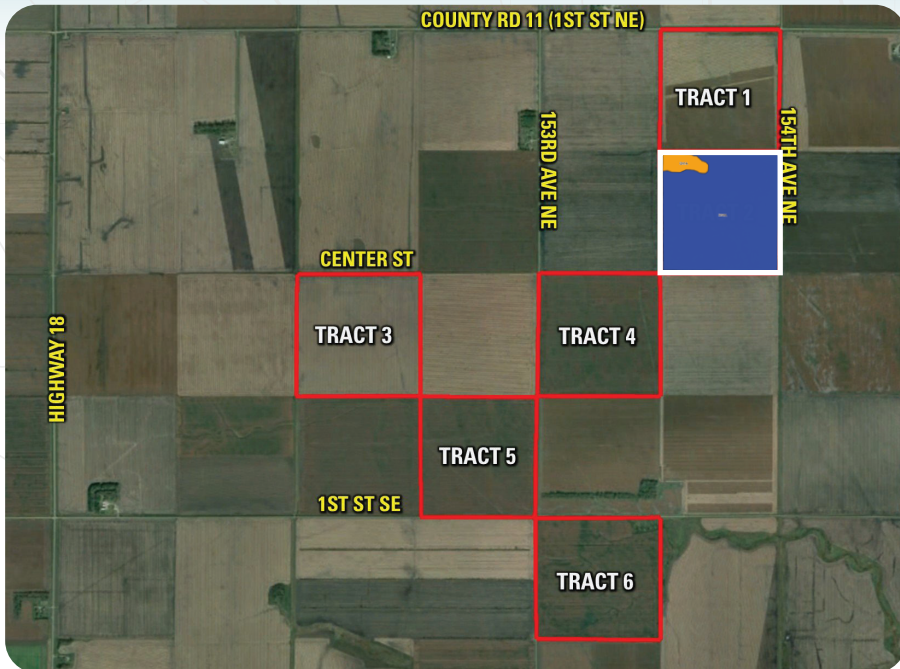 COUNTY RD 11 (1ST ST NE)
TRACT 1
153RD AVE NE
154TH AVE NE
CENTER ST
HIGHWAY 18
TRACT 3
TRACT 4
TRACT 5
1ST ST SE
TRACT 6